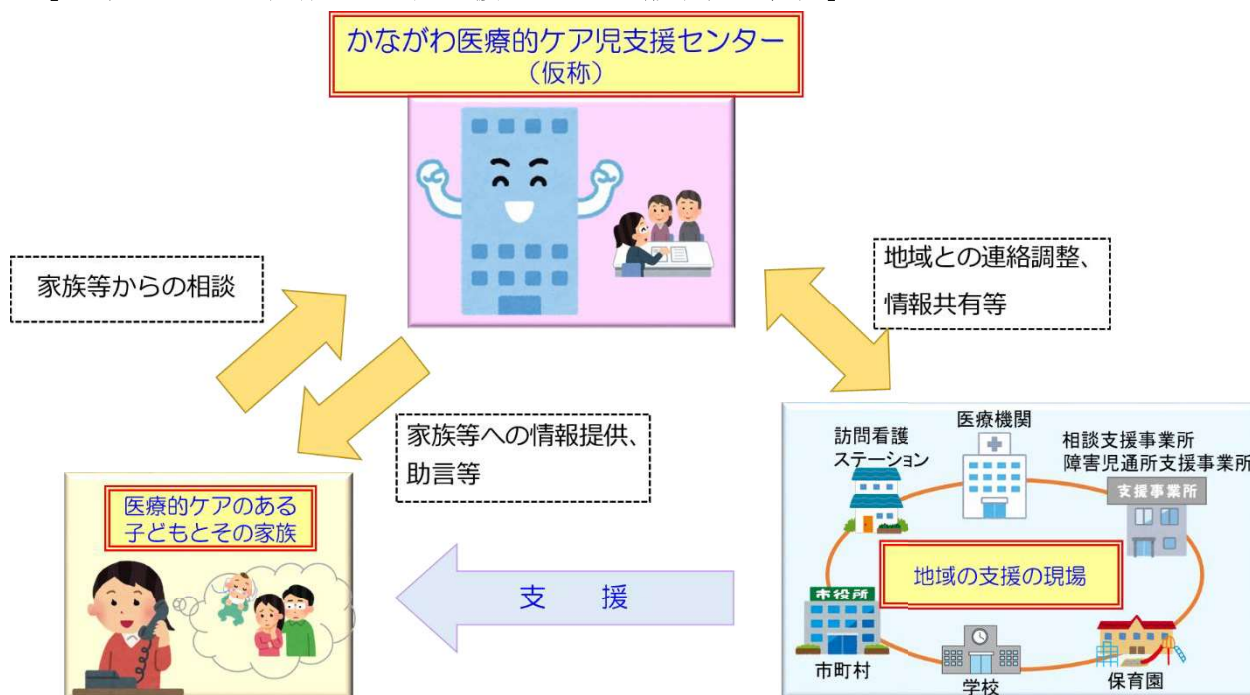 かながわ医療的ケア児支援センター
（仮称）
家族等からの相談
地域との連絡調整、
情報共有等
家族等への情報提供、
助言等
医療的ケアのある
子どもとその家族
支　援
医療機関
訪問看護
ステーション
相談支援事業所
障害児通所支援事業所
支援事業所
地域の支援の現場
市役所
市町村
学校
保育園